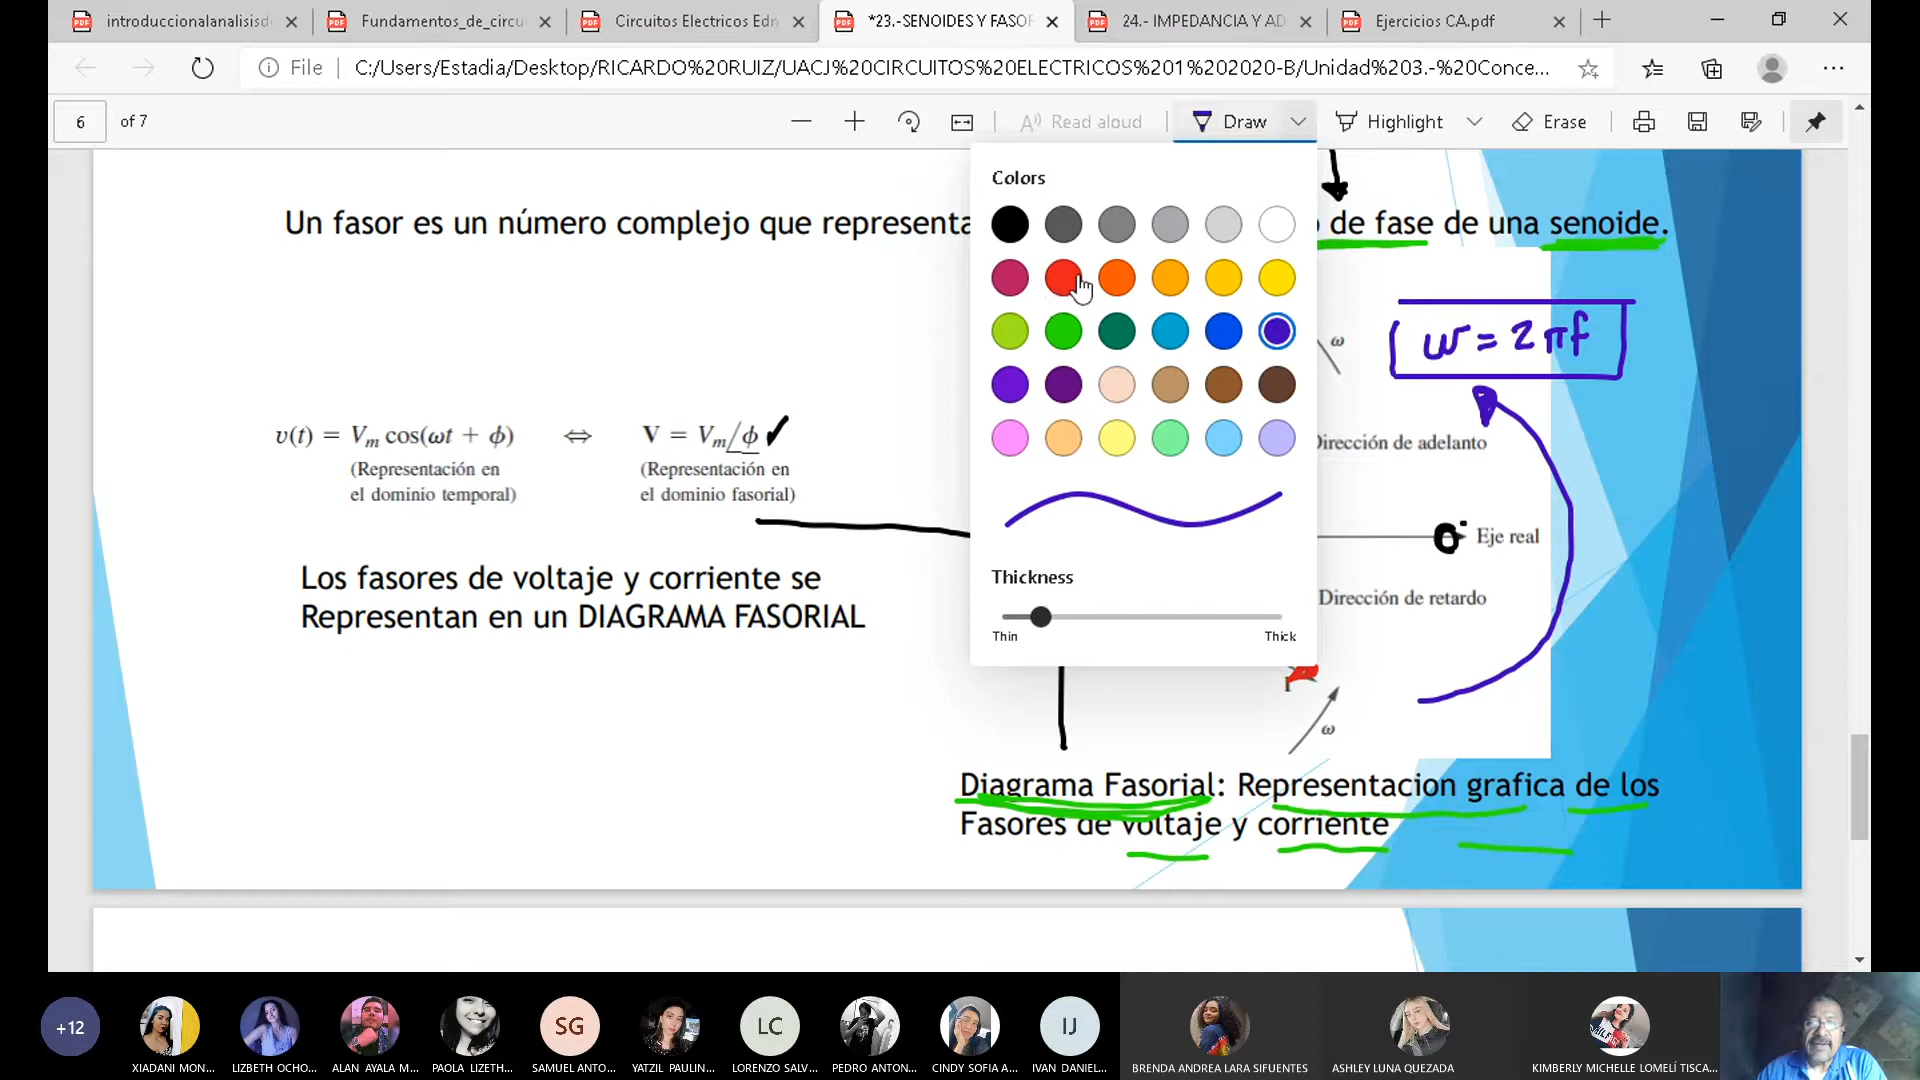 introduccionalanalisisd
Fundamentos_de_circu
Circuitos Electricos Edm
*23.-SENOIDES Y FASOR
24.- IMPEDANCIA Y AD
Ejercicios CA.pdf
File
C:/Users/Estadia/Desktop/RICARDO%20RUIZ/UACJ%20CIRCUITOS%20ELECTRICOS%201%202020-B/Unidad%203.-%20Conce...
6 of 7
Read aloud
Draw
Highlight
Erase
Colors
Un fasor es un número complejo que representa
de fase de una senoide.
ω
w = 2πf
v(t) = Vm cos(ωt + ϕ) ⇔ V = Vm/ϕ ✓
(Representación en
el dominio temporal)
(Representación en
el dominio fasorial)
Dirección de adelanto
0°
Eje real
Thickness
Thin
Thick
Dirección de retardo
Los fasores de voltaje y corriente se
Representan en un DIAGRAMA FASORIAL
ω
Diagrama Fasorial: Representacion grafica de los
Fasores de voltaje y corriente
+12
XIADANI MON...
LIZBETH OCHO...
ALAN AYALA M...
PAOLA LIZETH...
SG
SAMUEL ANTO...
YATZIL PAULIN...
LC
LORENZO SALV...
PEDRO ANTON...
CINDY SOFIA A...
IJ
IVAN DANIEL...
BRENDA ANDREA LARA SIFUENTES
ASHLEY LUNA QUEZADA
KIMBERLY MICHELLE LOMELÍ TISCA...